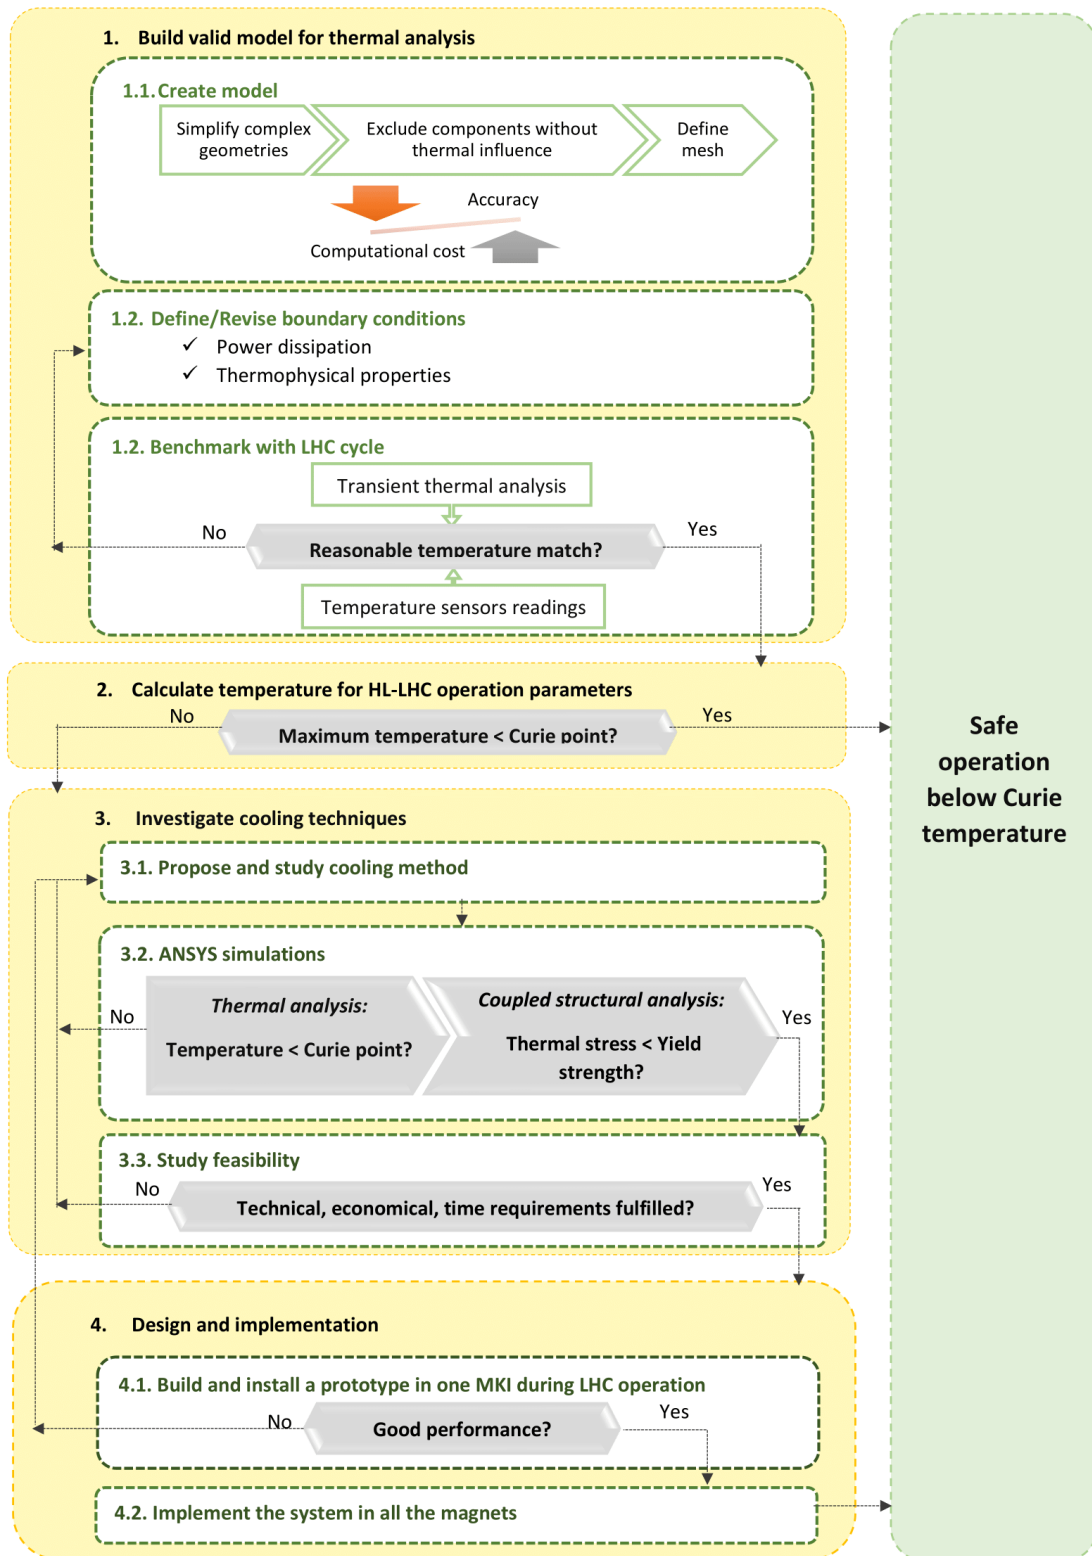 1. Build valid model for thermal analysis
1.1. Create model
Simplify complex
geometries
Exclude components without
thermal influence
Define
mesh
Accuracy
Computational cost
1.2. Define/Revise boundary conditions
✓ Power dissipation
✓ Thermophysical properties
1.2. Benchmark with LHC cycle
Transient thermal analysis
No
Yes
Reasonable temperature match?
Temperature sensors readings
2. Calculate temperature for HL-LHC operation parameters
No
Yes
Maximum temperature < Curie point?
Safe
operation
below Curie
temperature
3. Investigate cooling techniques
3.1. Propose and study cooling method
3.2. ANSYS simulations
Thermal analysis:
Temperature < Curie point?
Coupled structural analysis:
Thermal stress < Yield
strength?
No
Yes
3.3. Study feasibility
No
Yes
Technical, economical, time requirements fulfilled?
4. Design and implementation
4.1. Build and install a prototype in one MKI during LHC operation
No
Yes
Good performance?
4.2. Implement the system in all the magnets